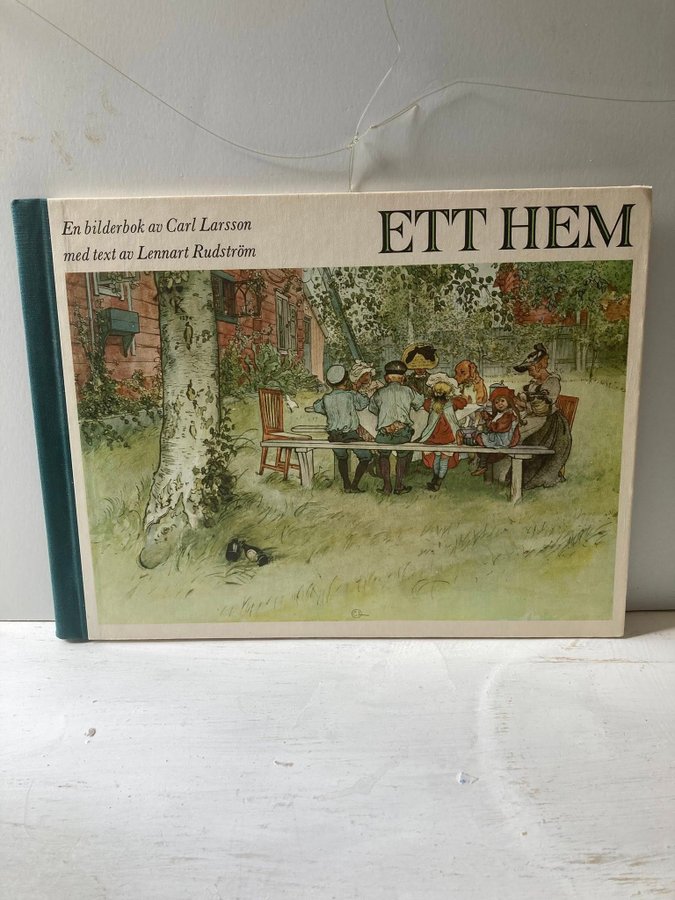 En bilderbok av Carl Larsson
med text av Lennart Rudström
ETT HEM